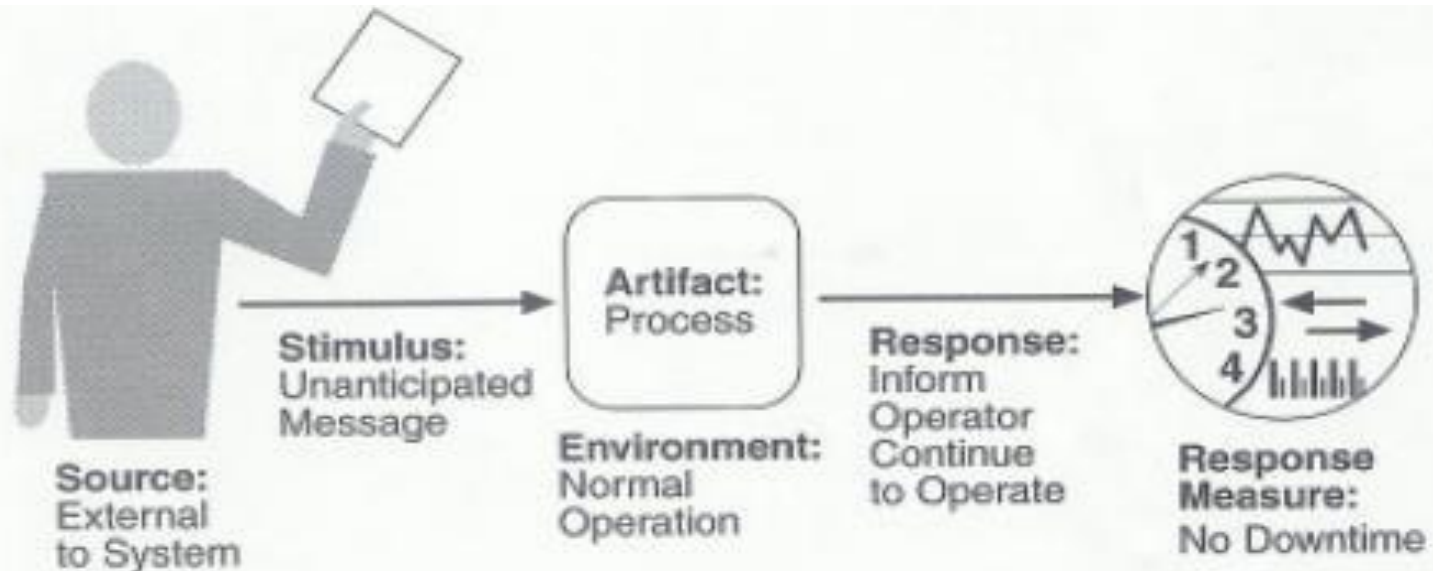 Source:
External
to System
Stimulus:
Unanticipated
Message
Artifact:
Process
Environment:
Normal
Operation
Response:
Inform
Operator
Continue
to Operate
1
2
3
4
Response
Measure:
No Downtime